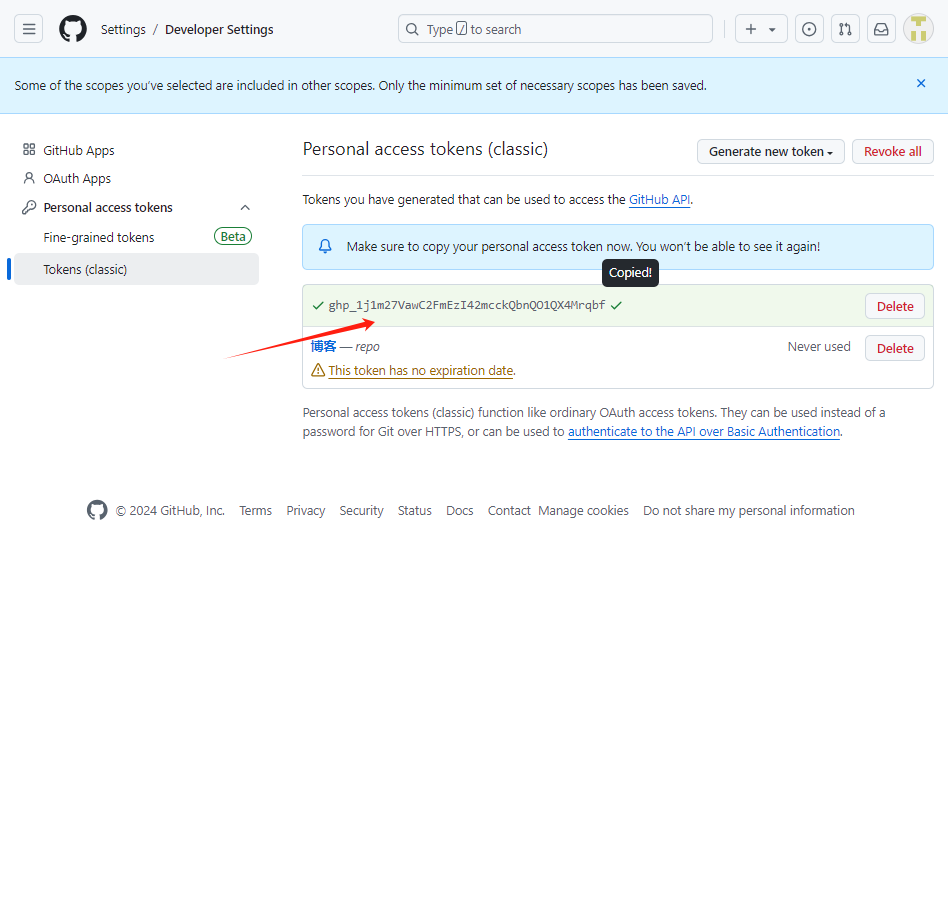 Settings / Developer Settings
Type / to search
Some of the scopes you've selected are included in other scopes. Only the minimum set of necessary scopes has been saved.
GitHub Apps
OAuth Apps
Personal access tokens
Fine-grained tokens Beta
Tokens (classic)
Personal access tokens (classic)
Generate new token
Revoke all
Tokens you have generated that can be used to access the GitHub API.
Make sure to copy your personal access token now. You won't be able to see it again!
Copied!
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
Delete
博客 — repo
Never used
Delete
This token has no expiration date.
Personal access tokens (classic) function like ordinary OAuth access tokens. They can be used instead of a
password for Git over HTTPS, or can be used to authenticate to the API over Basic Authentication.
© 2024 GitHub, Inc. Terms Privacy Security Status Docs Contact Manage cookies Do not share my personal information